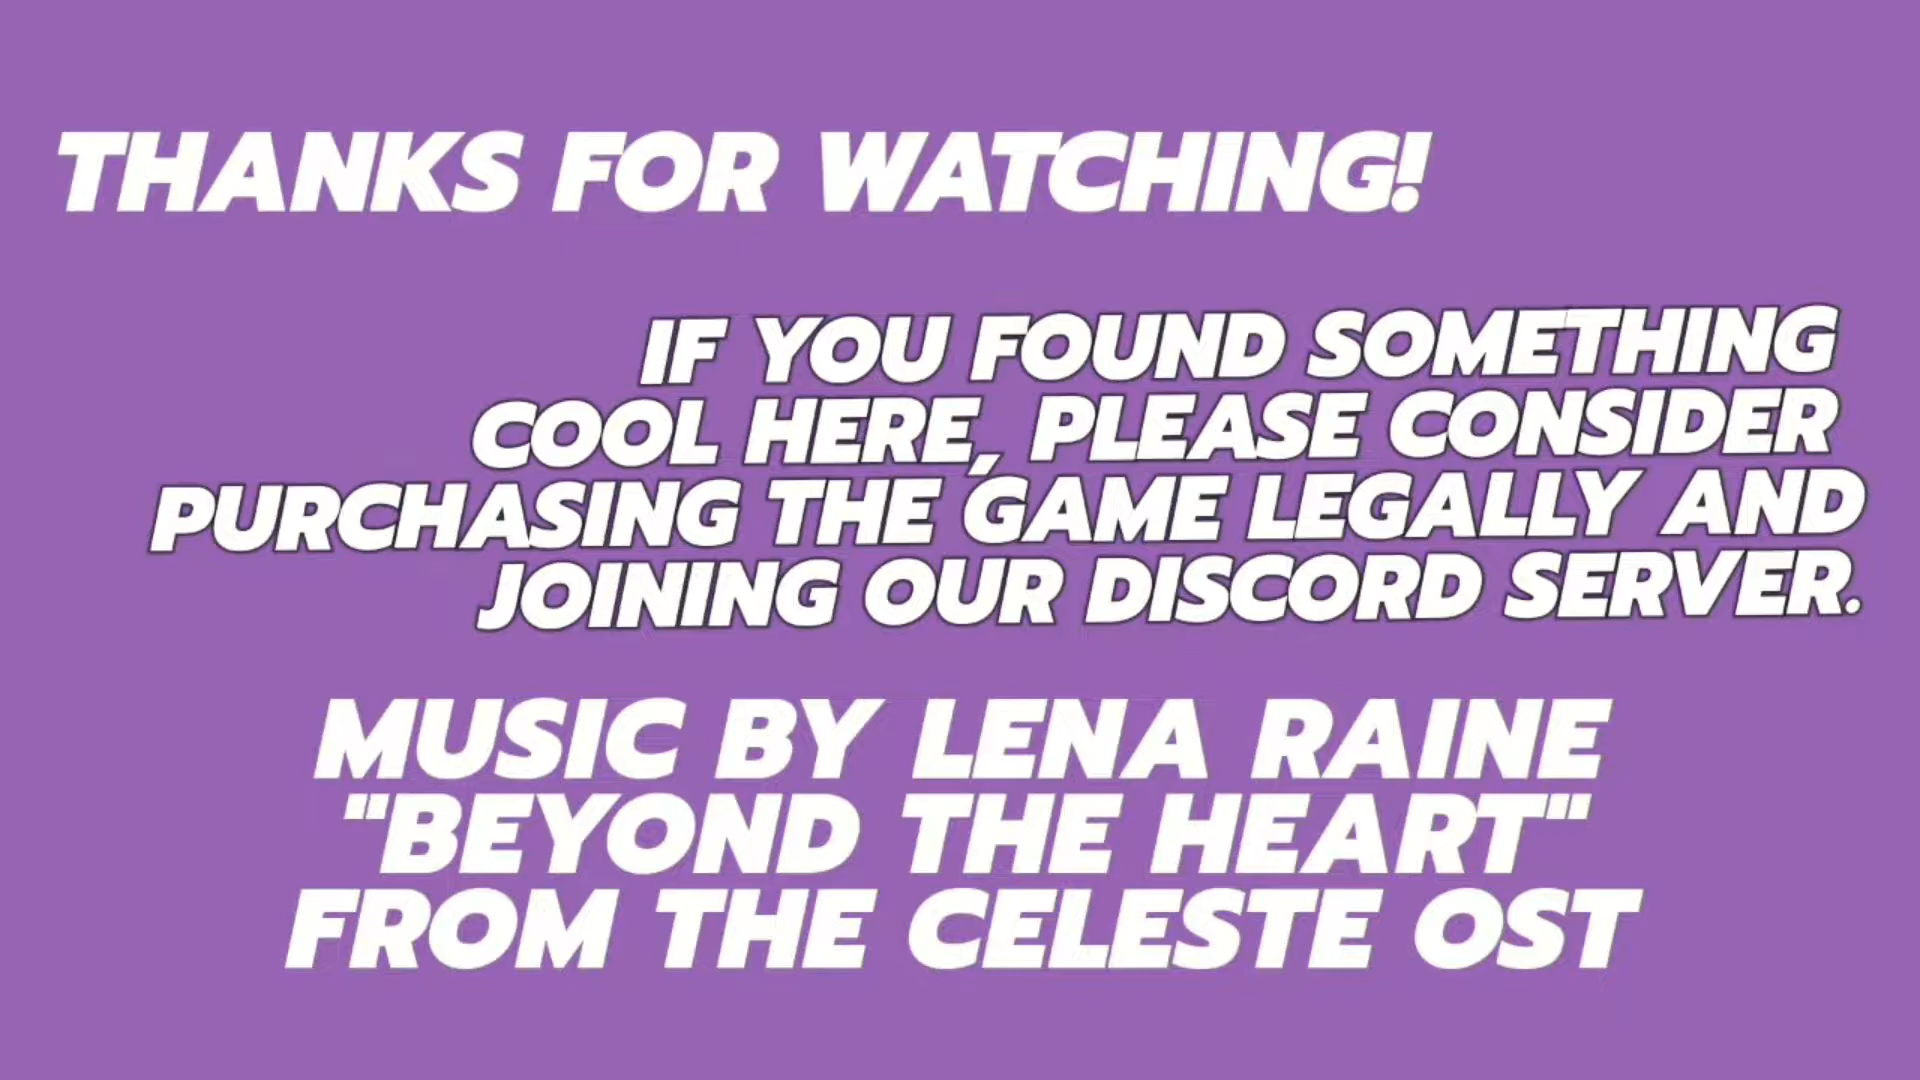 THANKS FOR WATCHING!
IF YOU FOUND SOMETHING
COOL HERE, PLEASE CONSIDER
PURCHASING THE GAME LEGALLY AND
JOINING OUR DISCORD SERVER.
MUSIC BY LENA RAINE
"BEYOND THE HEART"
FROM THE CELESTE OST